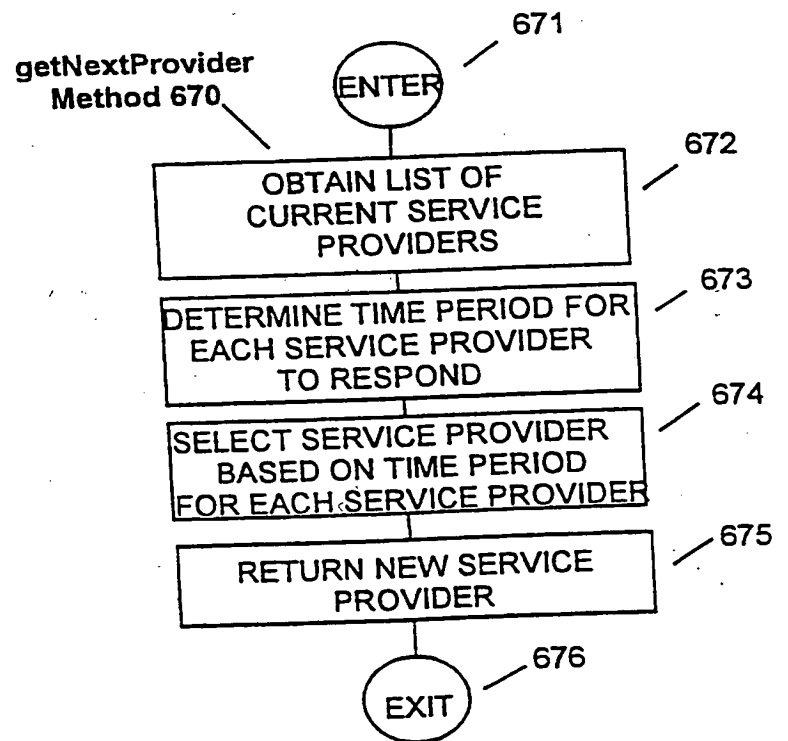 671
getNextProvider
Method 670
ENTER
672
OBTAIN LIST OF
CURRENT SERVICE
PROVIDERS
673
DETERMINE TIME PERIOD FOR
EACH SERVICE PROVIDER
TO RESPOND
674
SELECT SERVICE PROVIDER
BASED ON TIME PERIOD
FOR EACH SERVICE PROVIDER
675
RETURN NEW SERVICE
PROVIDER
676
EXIT